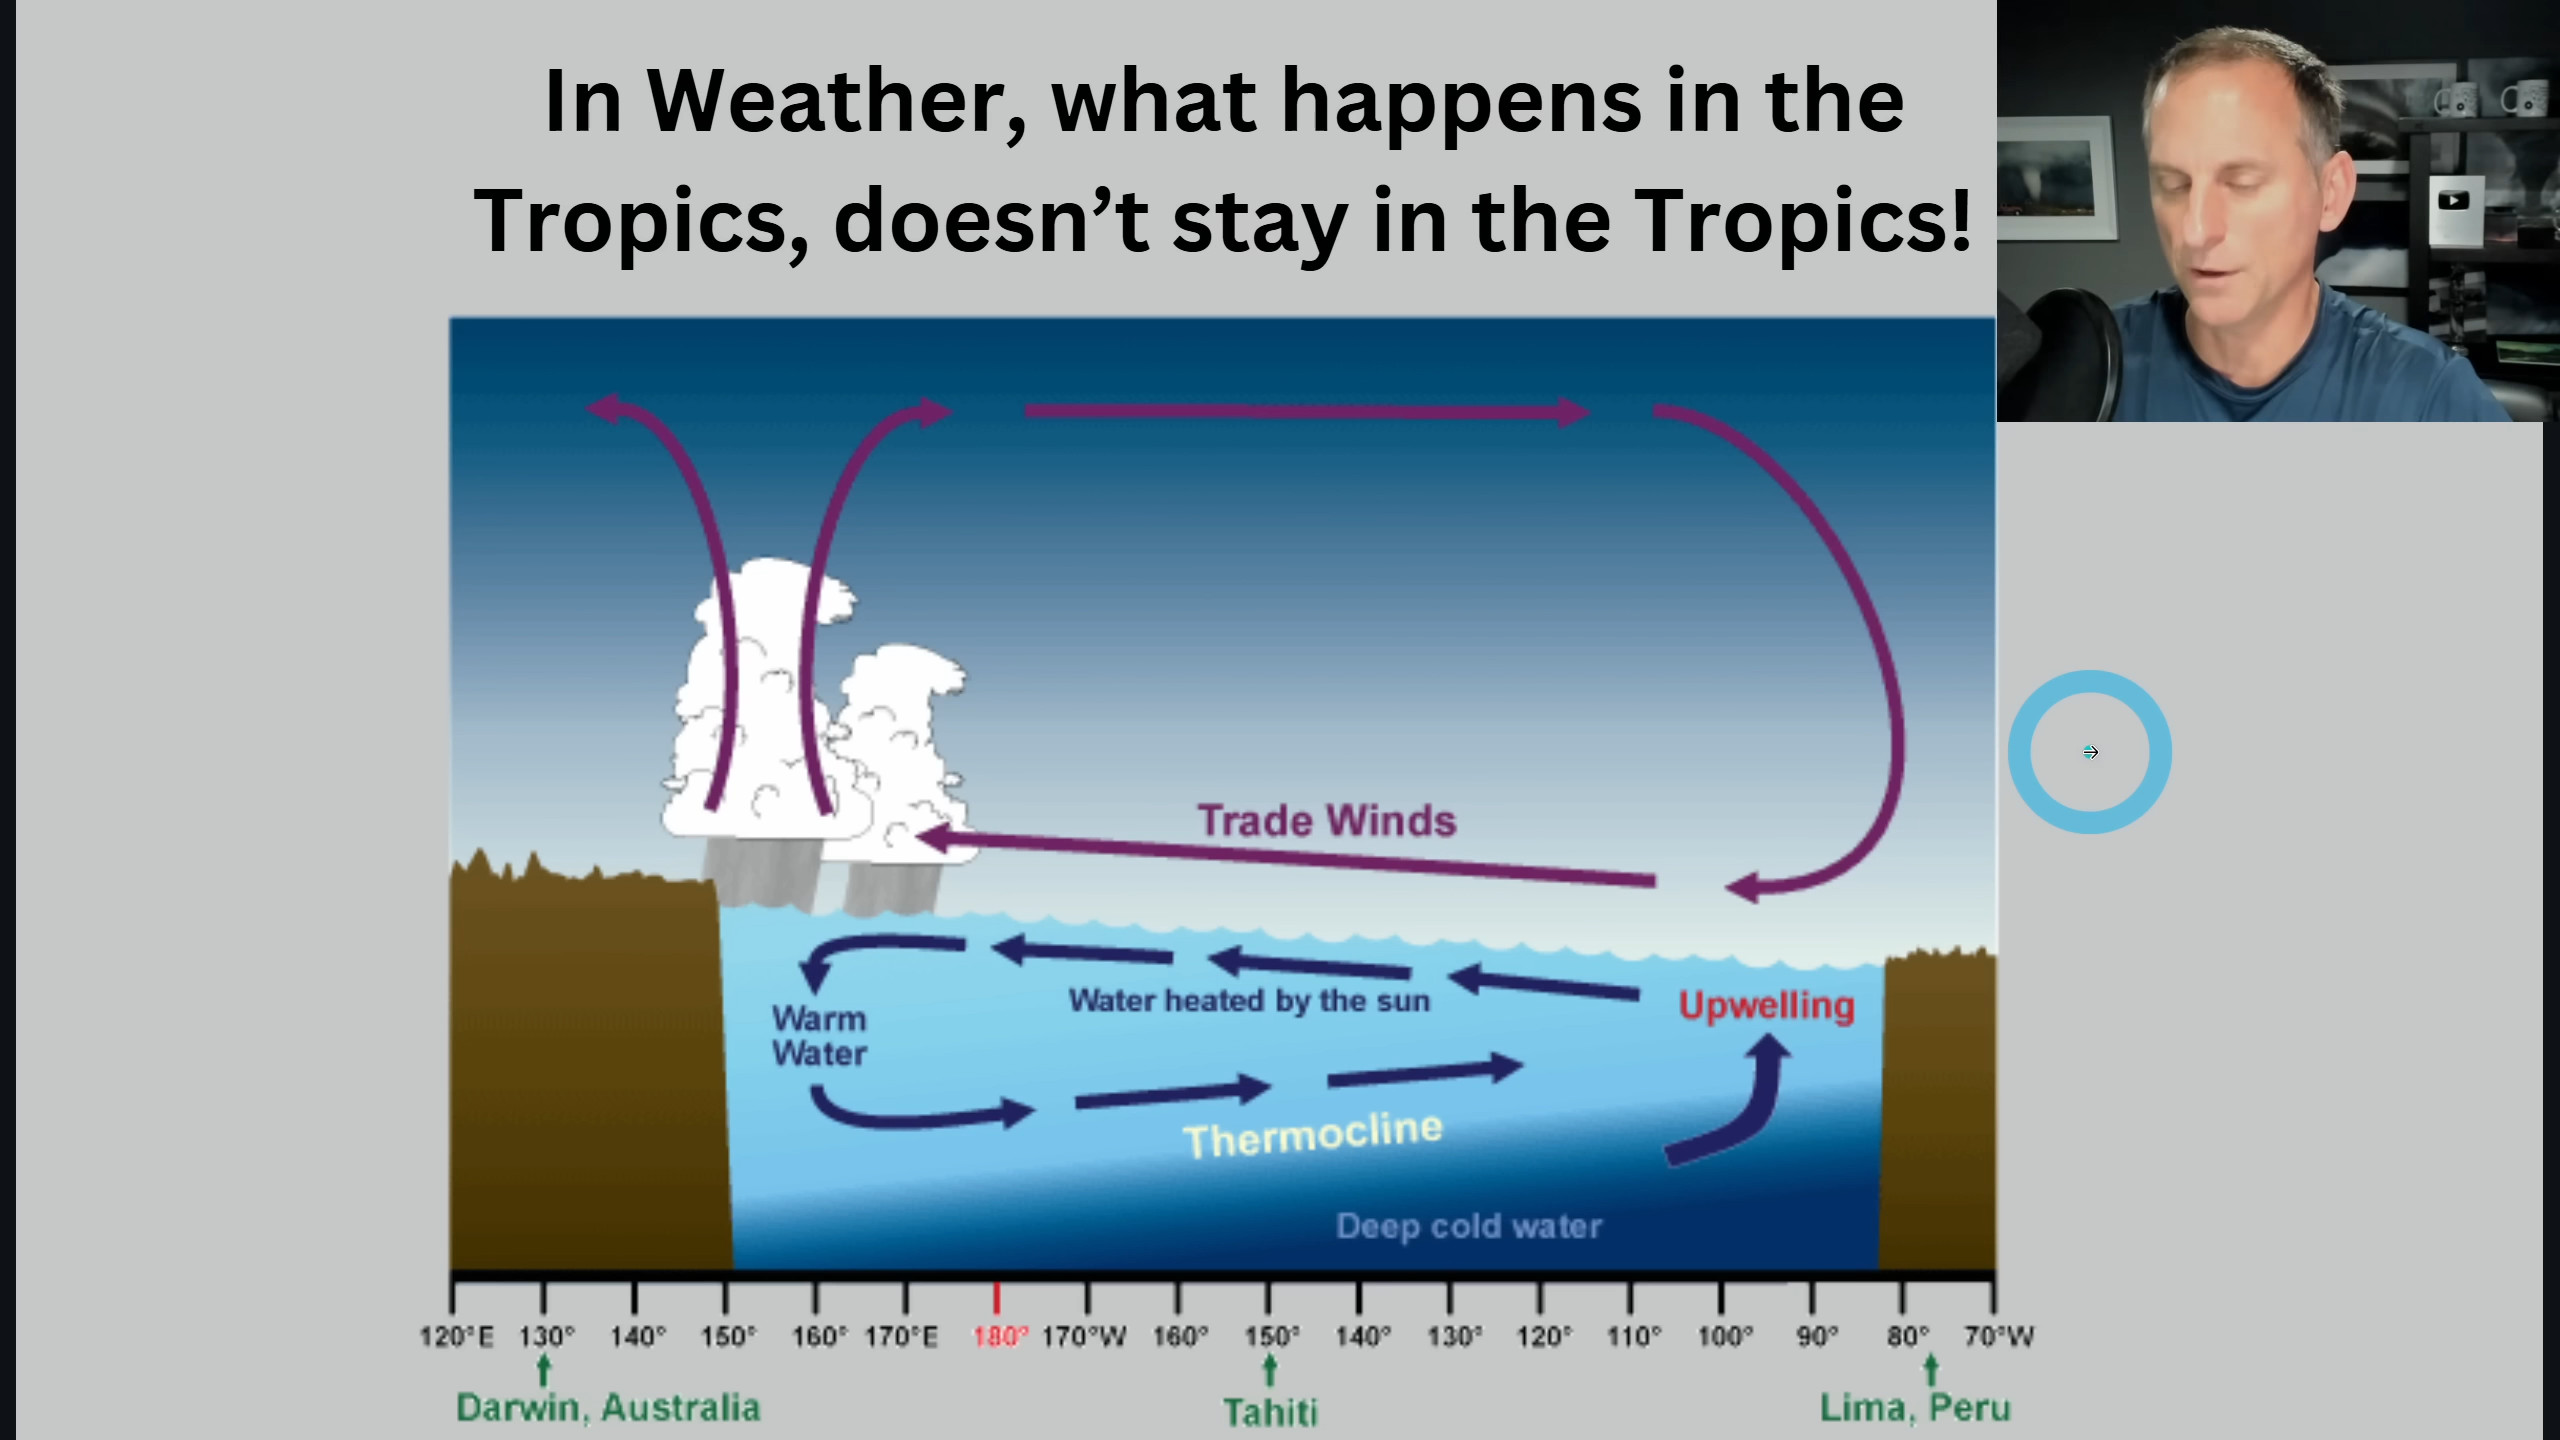 In Weather, what happens in the
Tropics, doesn’t stay in the Tropics!
Trade Winds
Water heated by the sun
Upwelling
Warm
Water
Thermocline
Deep cold water
120°E 130° 140° 150° 160° 170°E 180° 170°W 160° 150° 140° 130° 120° 110° 100° 90° 80° 70°W
Darwin, Australia Tahiti Lima, Peru